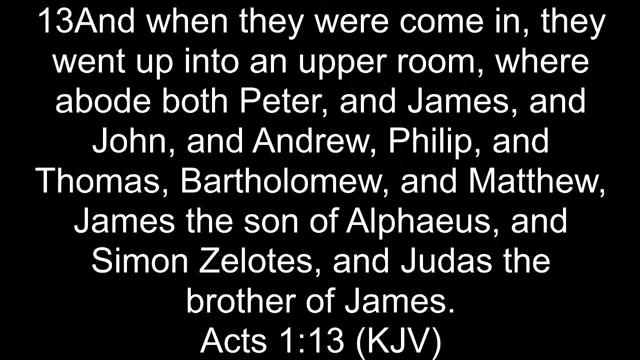 13And when they were come in, they
went up into an upper room, where
abode both Peter, and James, and
John, and Andrew, Philip, and
Thomas, Bartholomew, and Matthew,
James the son of Alphaeus, and
Simon Zelotes, and Judas the
brother of James.
Acts 1:13 (KJV)